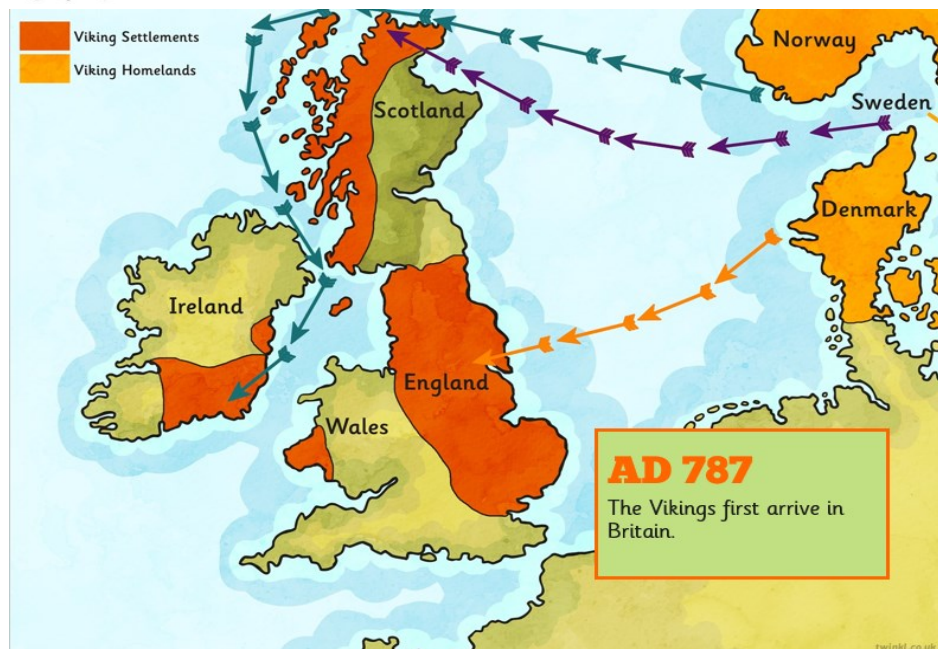 Viking Settlements
Viking Homelands
Norway
Sweden
Scotland
Denmark
Ireland
England
Wales
AD 787
The Vikings first arrive in
Britain.
twinkl.co.uk